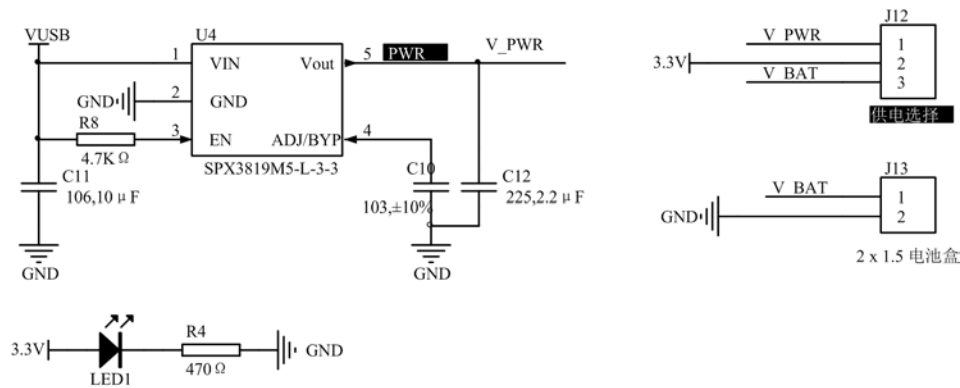 VUSB
U4
1
VIN
Vout
5
PWR
V_PWR
GND
2
GND
R8
4.7K Ω
3
EN
ADJ/BYP
4
SPX3819M5-L-3-3
C11
106,10 μF
C10
103,±10%
C12
225,2.2 μF
GND
GND
J12
V_PWR
1
3.3V
2
V_BAT
3
供电选择
J13
V_BAT
1
GND
2
2 x 1.5 电池盒
3.3V
LED1
R4
470 Ω
GND